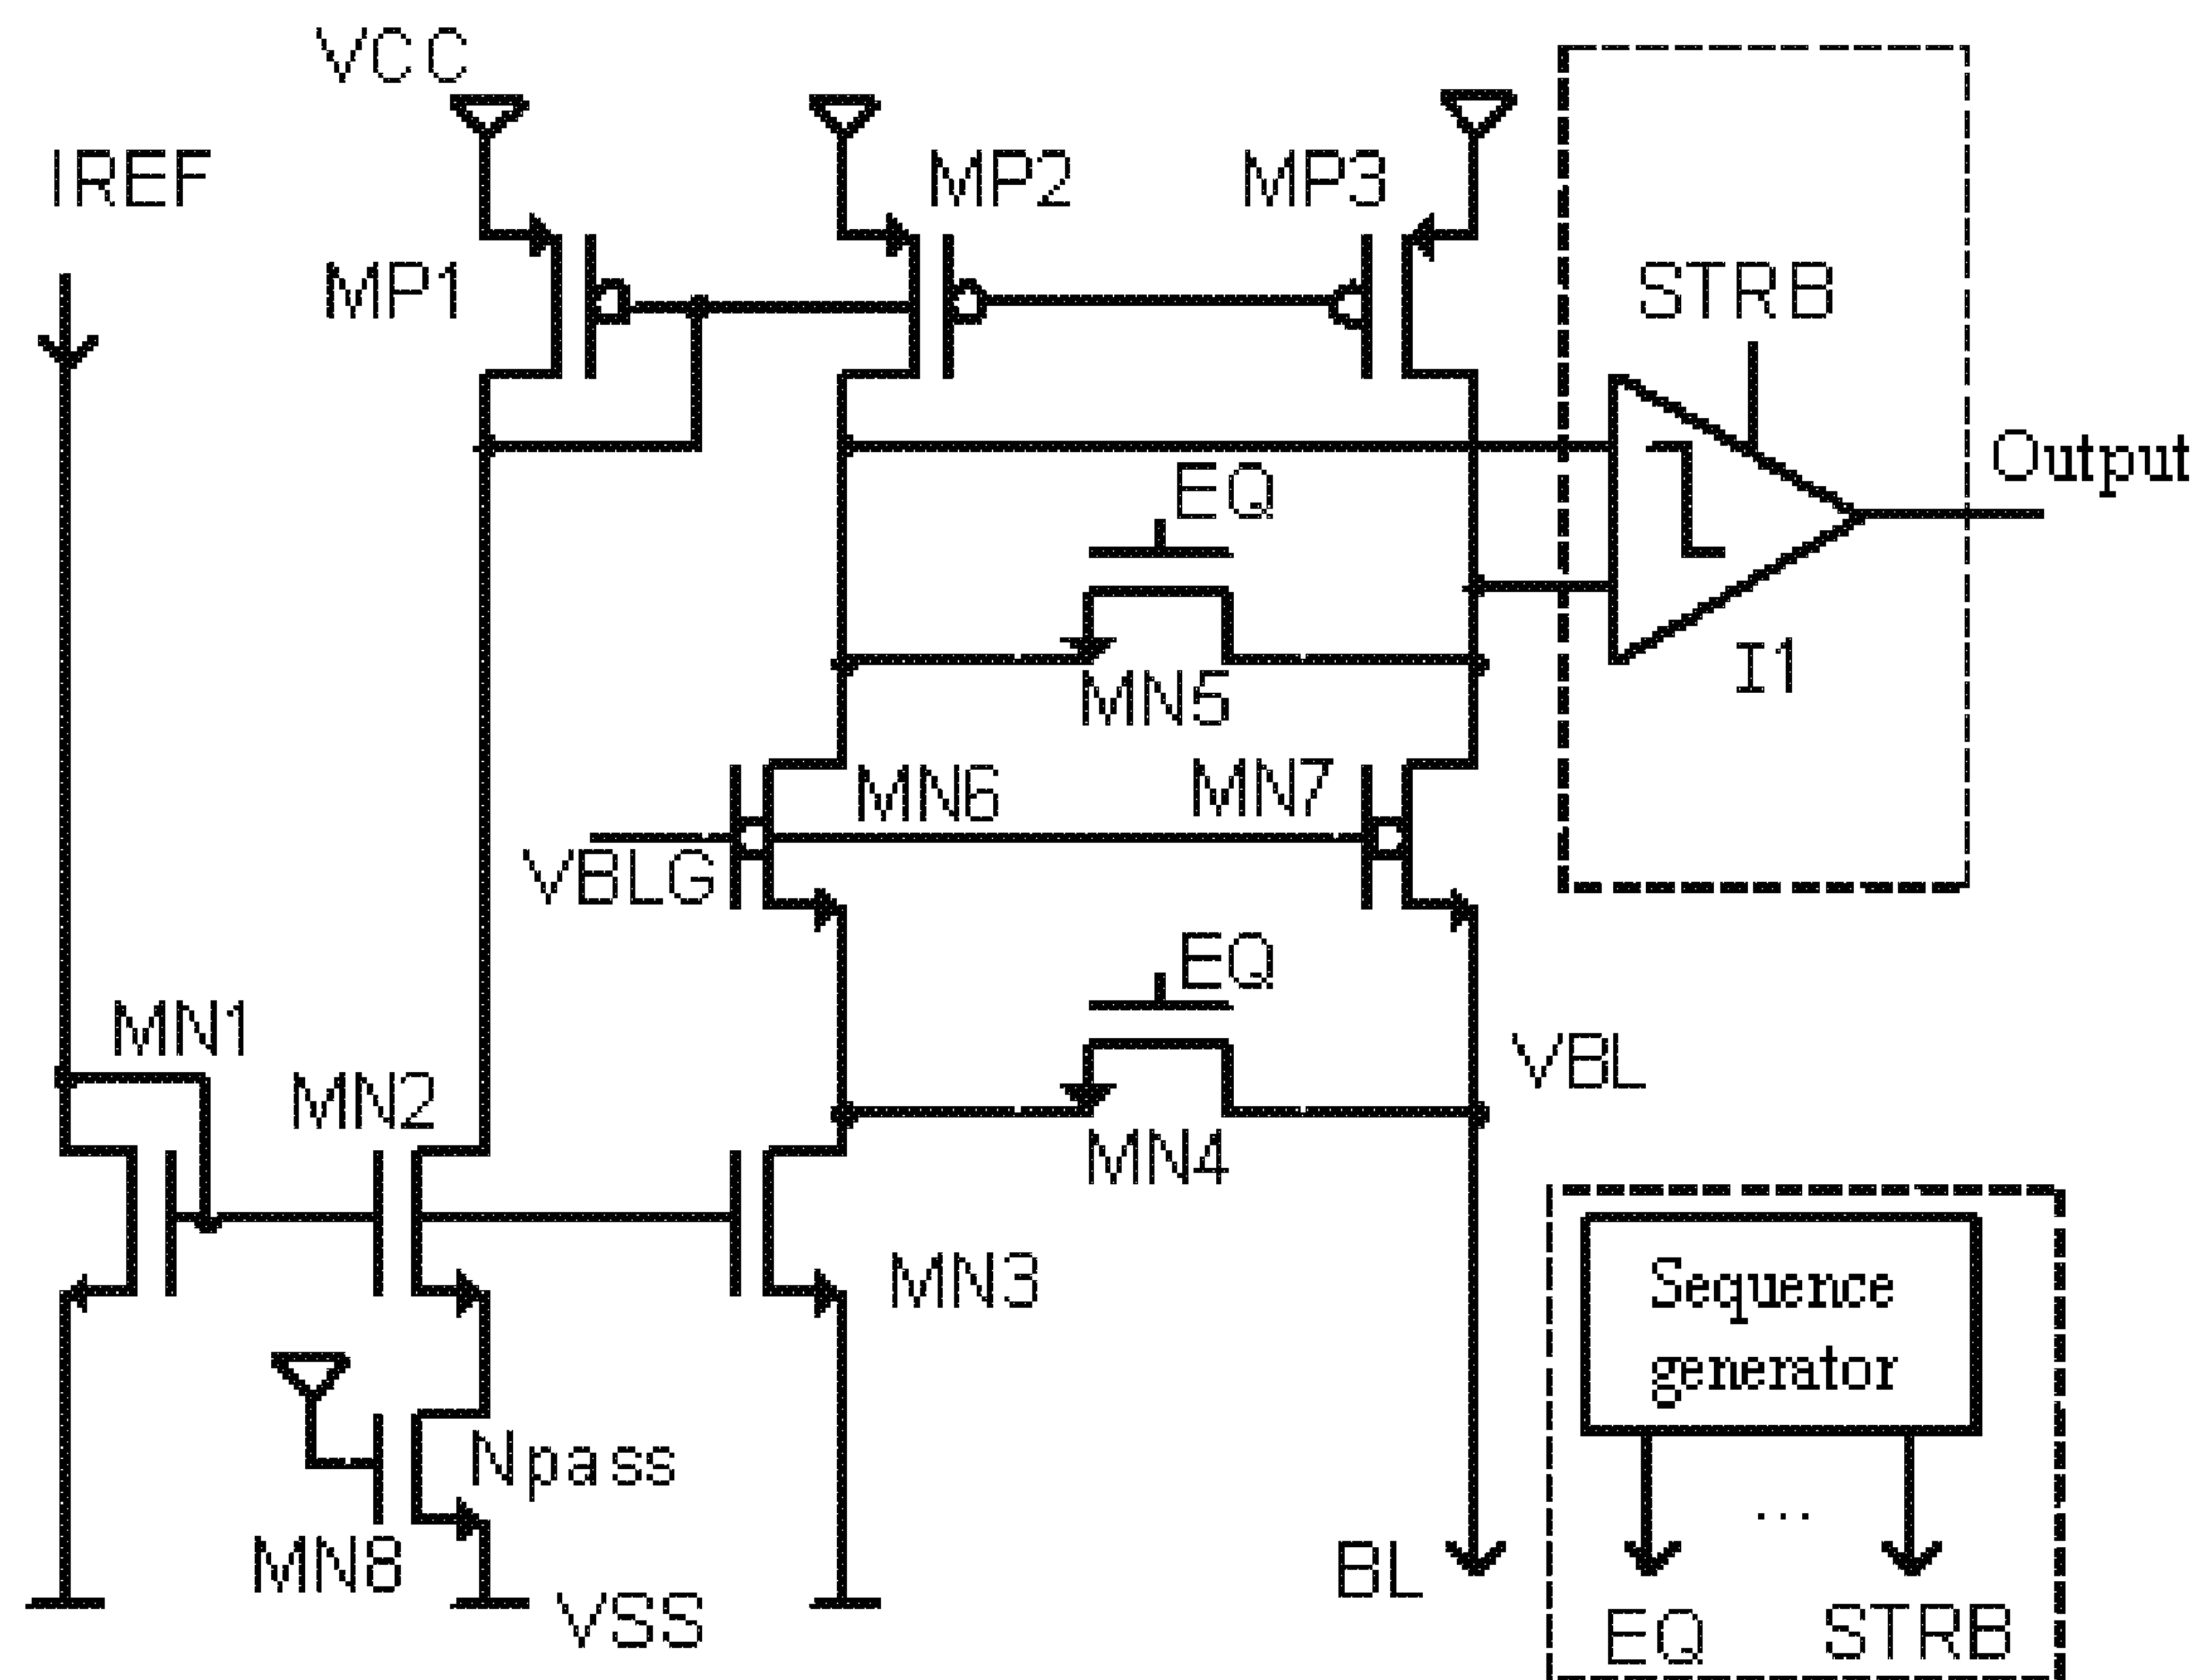 VCC
IREF
MP2
MP3
MP1
STRB
Output
EQ
I1
MN5
MN6
MN7
VBLG
EQ
MN1
VBL
MN2
MN4
MN3
Sequence
generator
Npass
...
MN8
BL
VSS
EQ
STRB